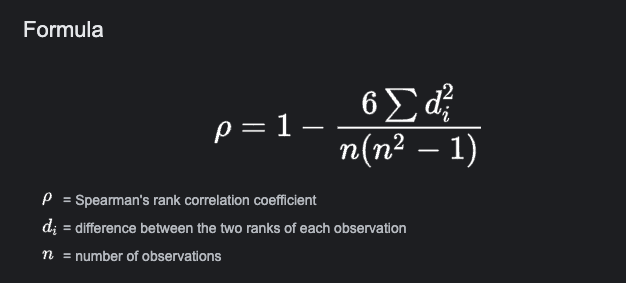 Formula
ρ = 1 − 6 ∑ dᵢ² / n(n² − 1)
ρ = Spearman's rank correlation coefficient
dᵢ = difference between the two ranks of each observation
n = number of observations